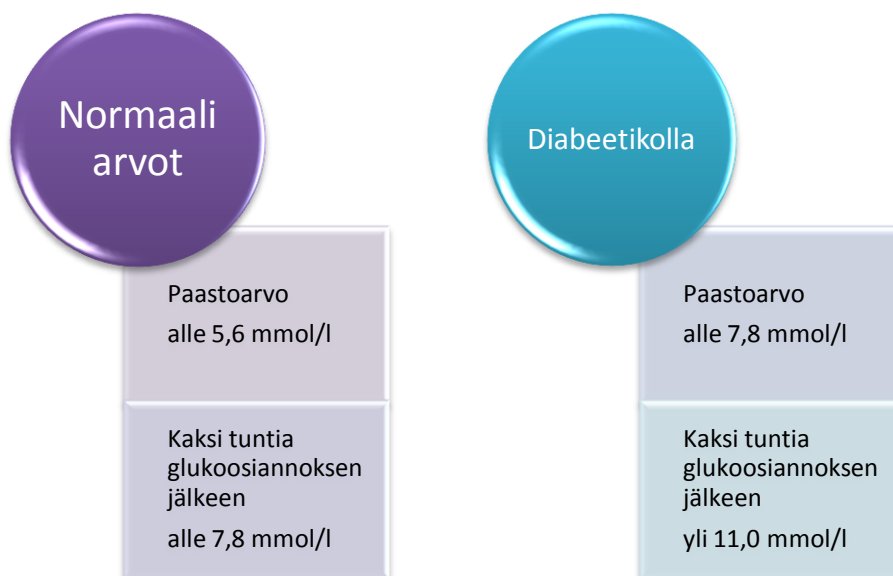 Normaali
arvot
Paastoarvo
alle 5,6 mmol/l
Kaksi tuntia
glukoosiannoksen
jälkeen
alle 7,8 mmol/l
Diabeetikolla
Paastoarvo
alle 7,8 mmol/l
Kaksi tuntia
glukoosiannoksen
jälkeen
yli 11,0 mmol/l